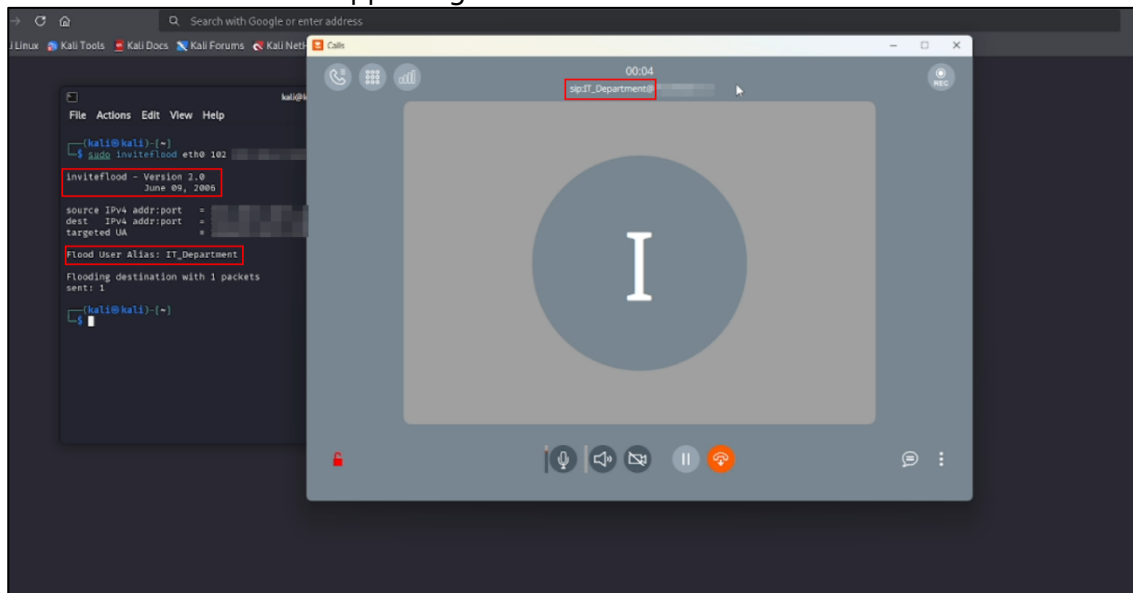 Search with Google or enter address
Kali Tools Kali Docs Kali Forums Kali Net
Calls
00:04
sip:IT_Department@
REC
File Actions Edit View Help
(kali㉿kali)-[~]
$ sudo inviteflood eth0 102
inviteflood - Version 2.0
June 09, 2006
source IPv4 addr:port =
dest IPv4 addr:port =
targeted UA =
Flood User Alias: IT_Department
Flooding destination with 1 packets
sent: 1
(kali㉿kali)-[~]
$
I